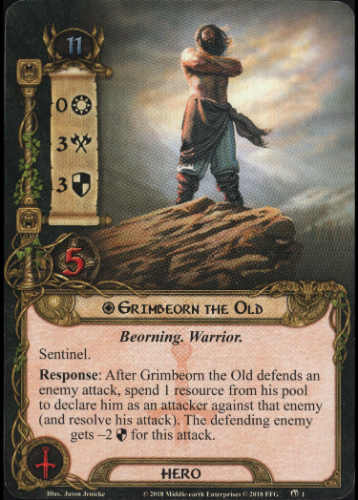 11
0
3
3
5
Grimbeorn the Old
Beorning. Warrior.
Sentinel.
Response: After Grimbeorn the Old defends an
enemy attack, spend 1 resource from his pool
to declare him as an attacker against that enemy
(and resolve his attack). The defending enemy
gets -2 for this attack.
HERO
Illus. Jason Jenicke © 2018 Middle-earth Enterprises © 2018 FFG 1